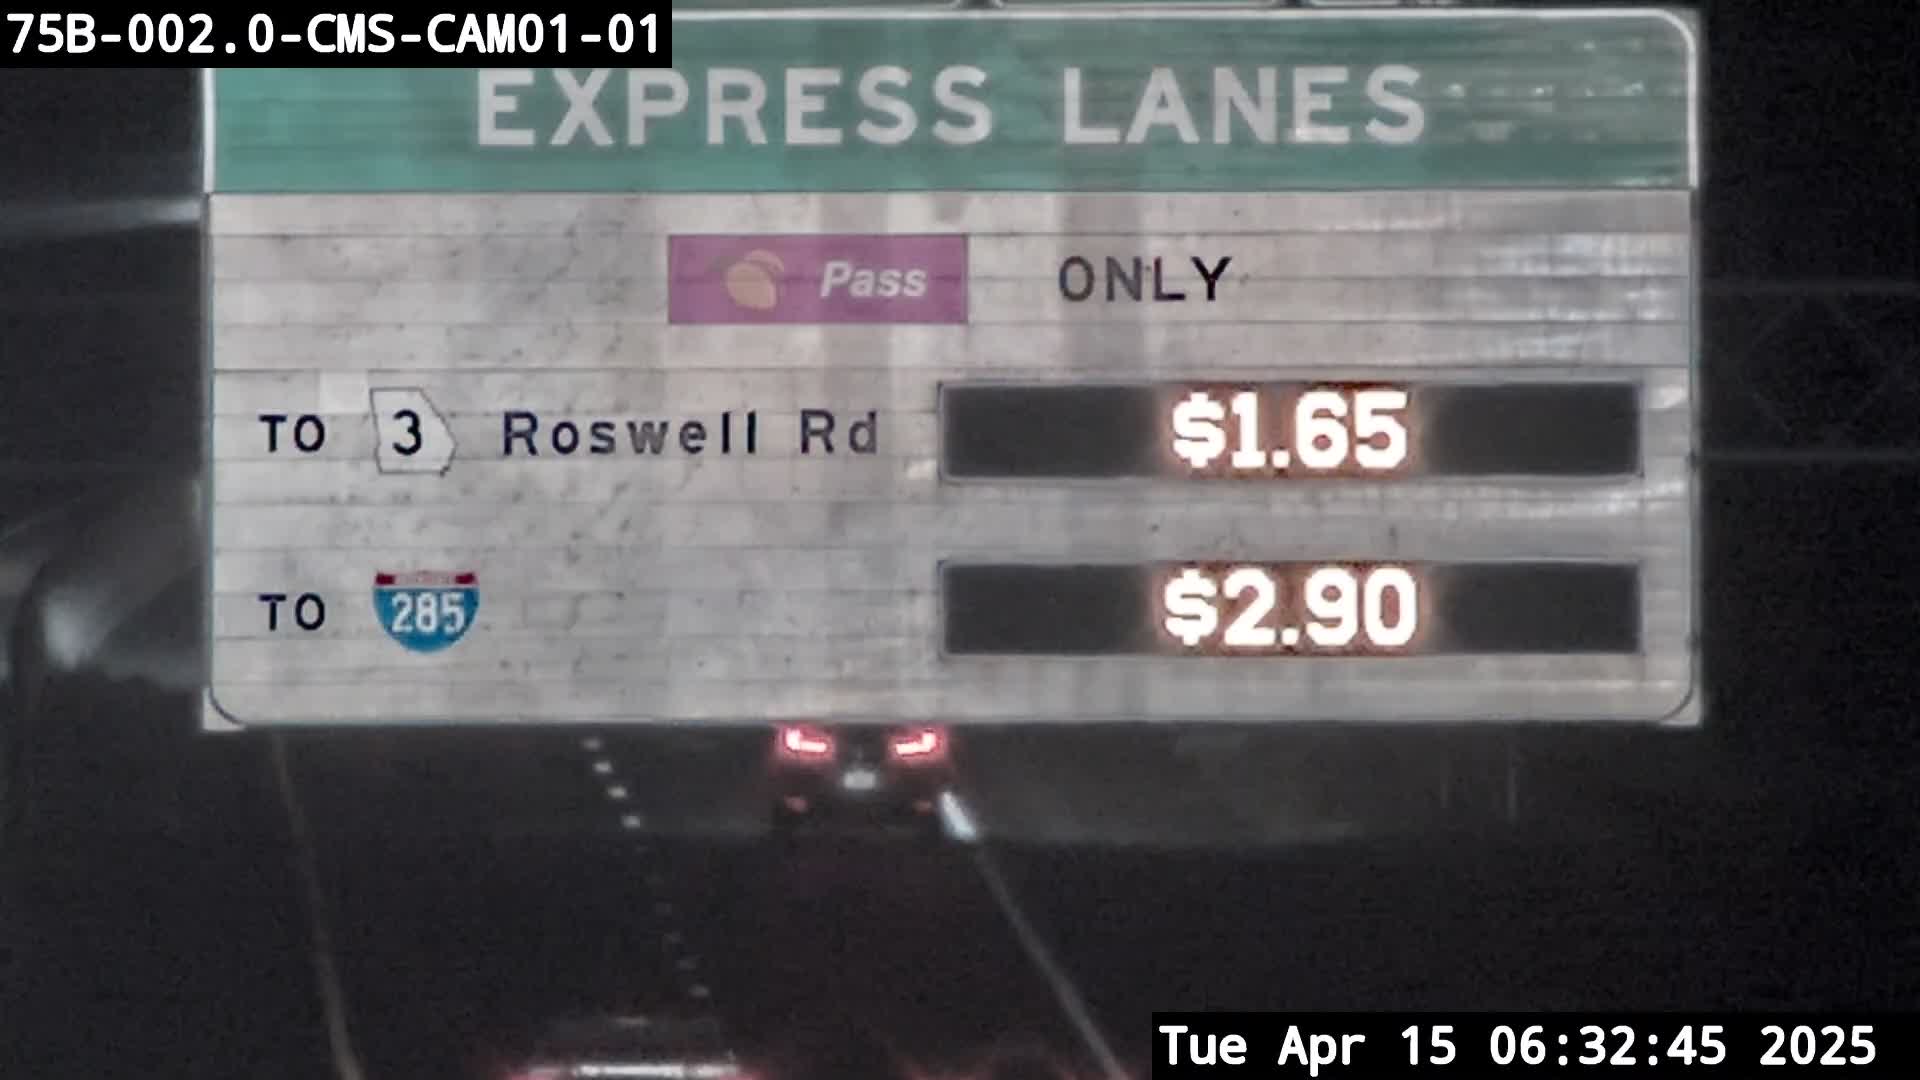 75B-002.0-CMS-CAM01-01
EXPRESS LANES
Pass ONLY
TO 3 Roswell Rd $1.65
TO 285 $2.90
Tue Apr 15 06:32:45 2025